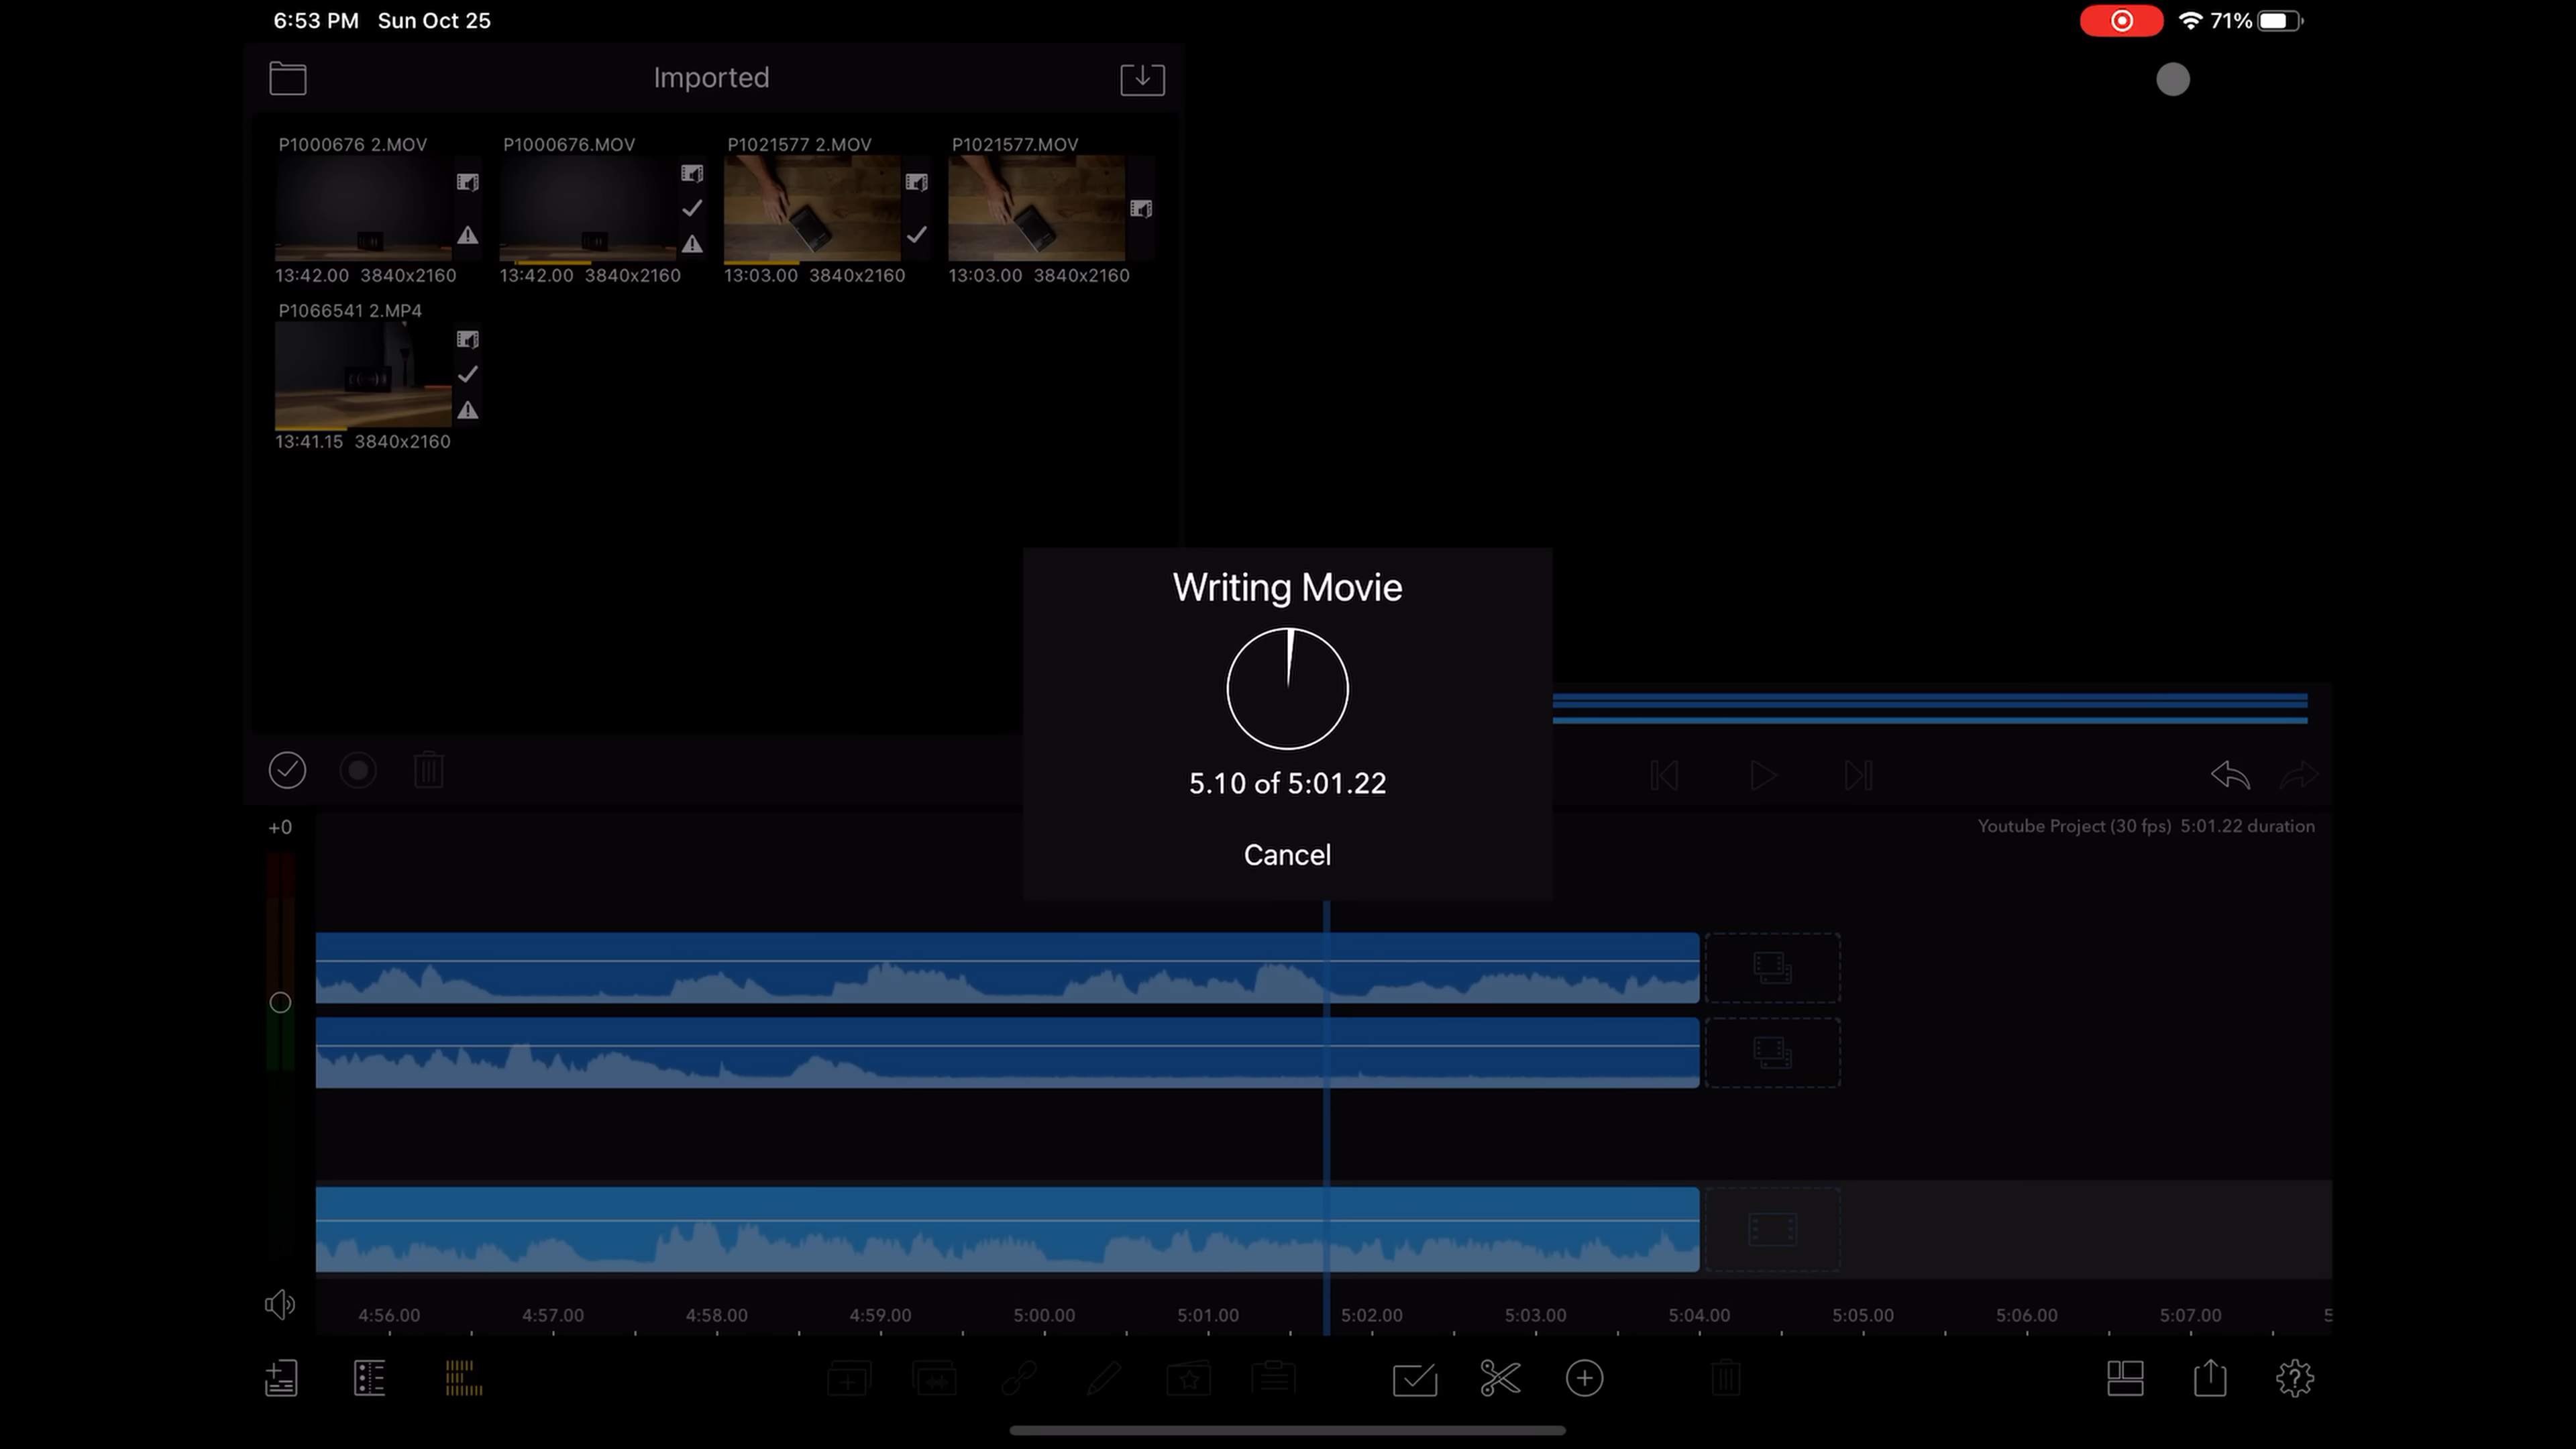 6:53 PM Sun Oct 25
71%
Imported
P1000676 2.MOV
P1000676.MOV
P1021577 2.MOV
P1021577.MOV
13:42.00 3840x2160
13:42.00 3840x2160
13:03.00 3840x2160
13:03.00 3840x2160
P1066541 2.MP4
13:41.15 3840x2160
Writing Movie
5.10 of 5:01.22
Cancel
+0
Youtube Project (30 fps) 5:01.22 duration
4:56.00
4:57.00
4:58.00
4:59.00
5:00.00
5:01.00
5:02.00
5:03.00
5:04.00
5:05.00
5:06.00
5:07.00
5